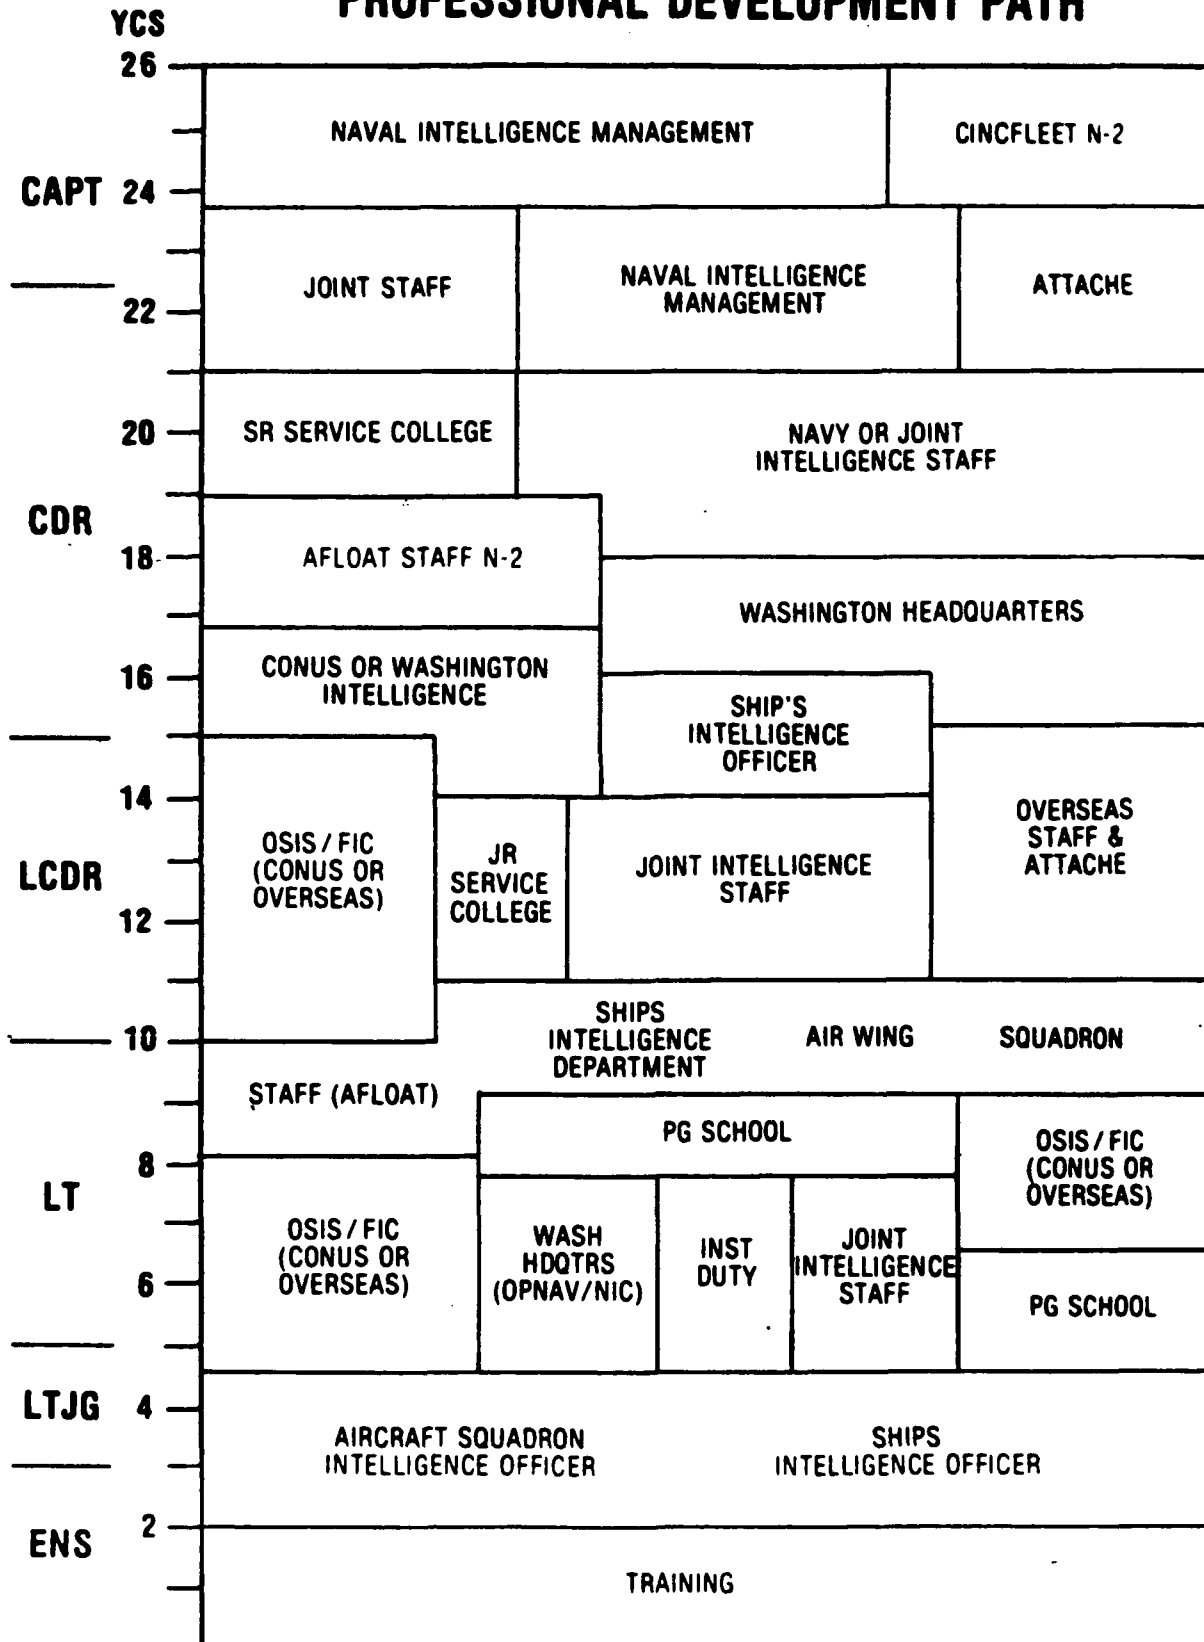 PROFESSIONAL DEVELOPMENT PATH
YCS
26
NAVAL INTELLIGENCE MANAGEMENT
CINCFLEET N-2
CAPT
24
JOINT STAFF
NAVAL INTELLIGENCE
MANAGEMENT
ATTACHE
22
SR SERVICE COLLEGE
20
NAVY OR JOINT
INTELLIGENCE STAFF
CDR
AFLOAT STAFF N-2
18
WASHINGTON HEADQUARTERS
16
CONUS OR WASHINGTON
INTELLIGENCE
SHIP'S
INTELLIGENCE
OFFICER
14
OVERSEAS
STAFF &
ATTACHE
LCDR
OSIS / FIC
(CONUS OR
OVERSEAS)
JR
SERVICE
COLLEGE
JOINT INTELLIGENCE
STAFF
12
10
SHIPS
INTELLIGENCE
DEPARTMENT
AIR WING
SQUADRON
STAFF (AFLOAT)
PG SCHOOL
OSIS / FIC
(CONUS OR
OVERSEAS)
8
LT
OSIS / FIC
(CONUS OR
OVERSEAS)
WASH
HDQTRS
(OPNAV/NIC)
INST
DUTY
JOINT
INTELLIGENCE
STAFF
6
PG SCHOOL
LTJG
4
AIRCRAFT SQUADRON
INTELLIGENCE OFFICER
SHIPS
INTELLIGENCE OFFICER
2
ENS
TRAINING